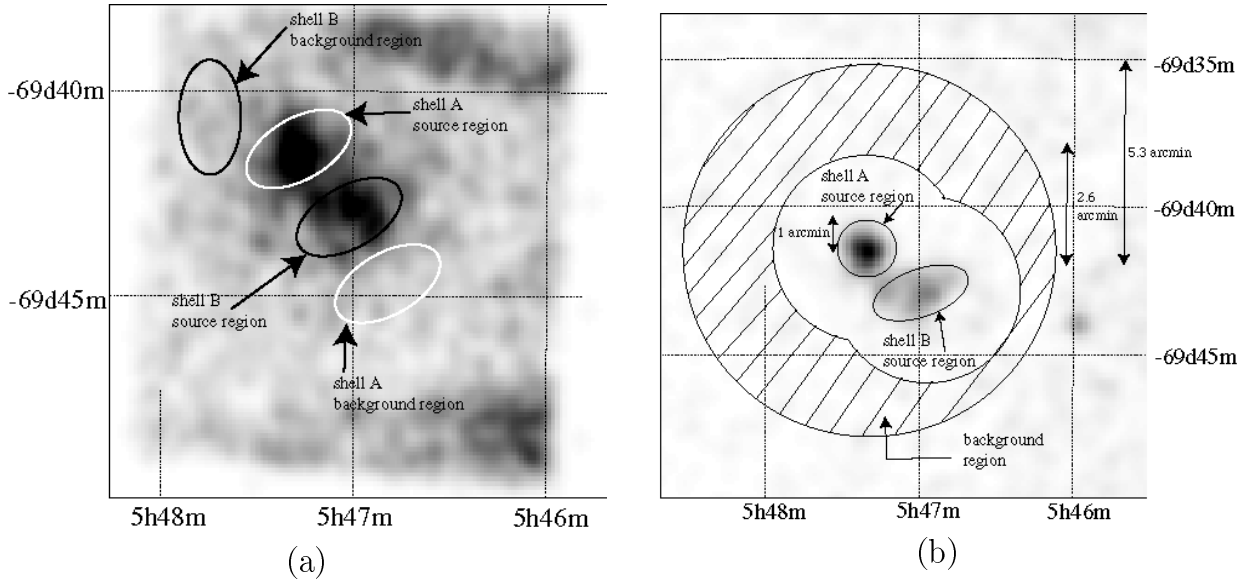 shell B
background region
-69d40m
shell A
source region
-69d45m
shell B
source region
shell A
background region
5h48m
5h47m
5h46m
(a)
-69d35m
5.3 arcmin
shell A
source region
2.6
arcmin
-69d40m
1 arcmin
shell B
source region
-69d45m
background
region
5h48m
5h47m
5h46m
(b)